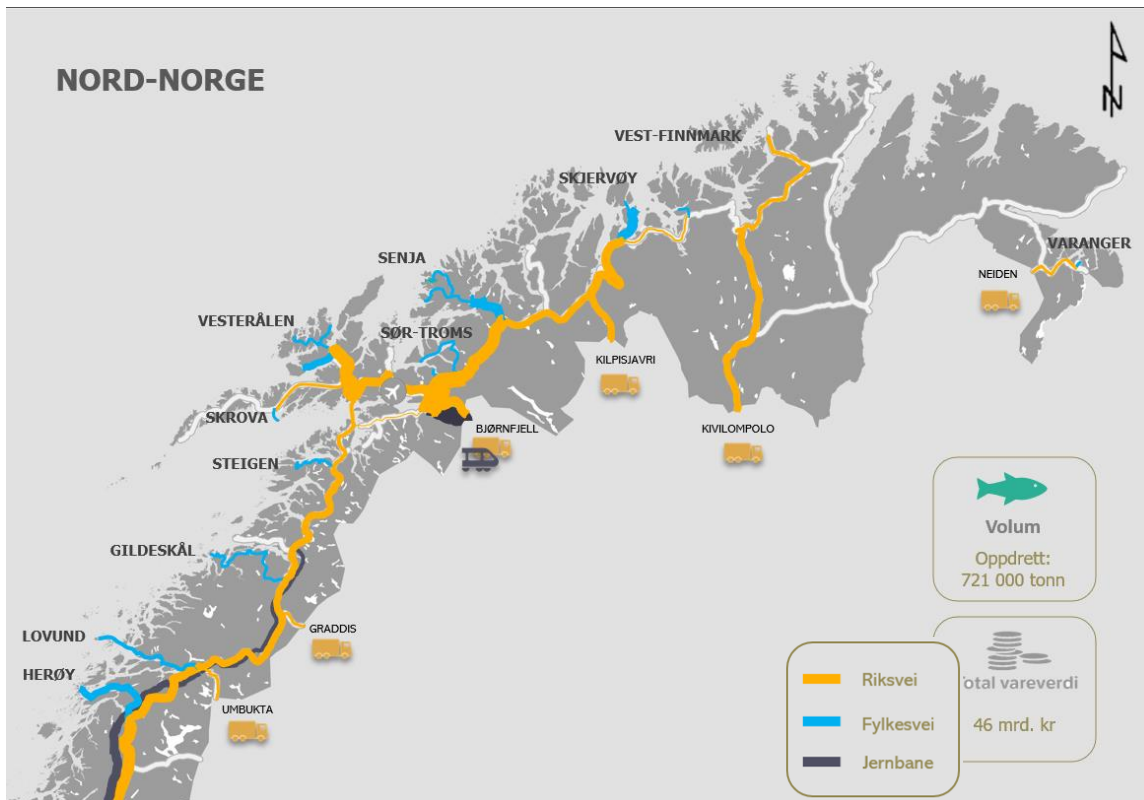 NORD-NORGE
N
VEST-FINNMARK
SKJERVØY
SENJA
VARANGER
NEIDEN
VESTERÅLEN
SØR-TROMS
KILPISJAVRI
SKROVA
BJØRNFJELL
KIVILOMPOLO
STEIGEN
GILDESKÅL
LOVUND
GRADDIS
HERØY
UMBUKTA
Volum
Oppdrett:
721 000 tonn
Total vareverdi
46 mrd. kr
Riksvei
Fylkesvei
Jernbane